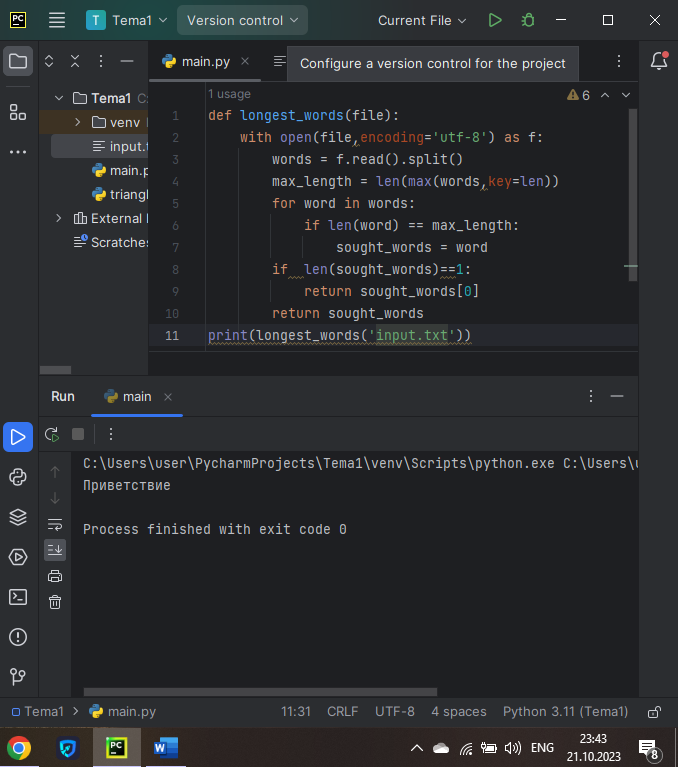 PC
T Tema1 Version control Current File
main.py
Configure a version control for the project
Tema1 C:
venv
input.t
main.p
triangl
External L
Scratches
1 usage
6
1 def longest_words(file):
2 with open(file,encoding='utf-8') as f:
3 words = f.read().split()
4 max_length = len(max(words,key=len))
5 for word in words:
6 if len(word) == max_length:
7 sought_words = word
8 if  len(sought_words)==1:
9 return sought_words[0]
10 return sought_words
11 print(longest_words('input.txt'))
Run main
C:\Users\user\PycharmProjects\Tema1\venv\Scripts\python.exe C:\Users\u
Приветствие
Process finished with exit code 0
Tema1 > main.py 11:31 CRLF UTF-8 4 spaces Python 3.11 (Tema1)
PC W ENG 23:43
21.10.2023
8